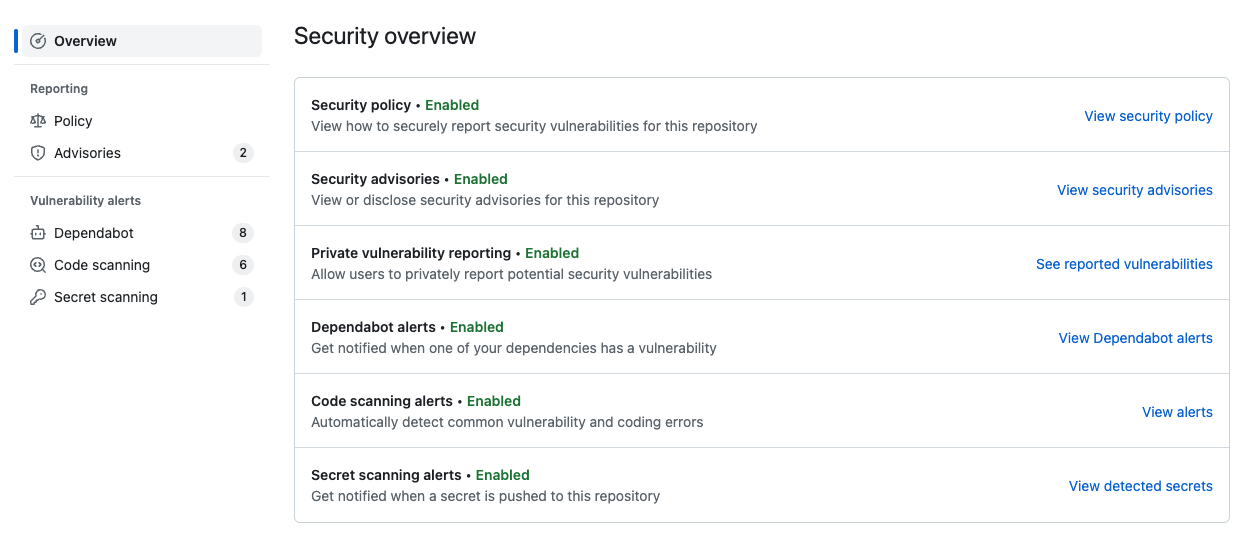 Overview
Reporting
Policy
Advisories 2
Vulnerability alerts
Dependabot 8
Code scanning 6
Secret scanning 1
Security overview
Security policy • Enabled
View how to securely report security vulnerabilities for this repository
View security policy
Security advisories • Enabled
View or disclose security advisories for this repository
View security advisories
Private vulnerability reporting • Enabled
Allow users to privately report potential security vulnerabilities
See reported vulnerabilities
Dependabot alerts • Enabled
Get notified when one of your dependencies has a vulnerability
View Dependabot alerts
Code scanning alerts • Enabled
Automatically detect common vulnerability and coding errors
View alerts
Secret scanning alerts • Enabled
Get notified when a secret is pushed to this repository
View detected secrets